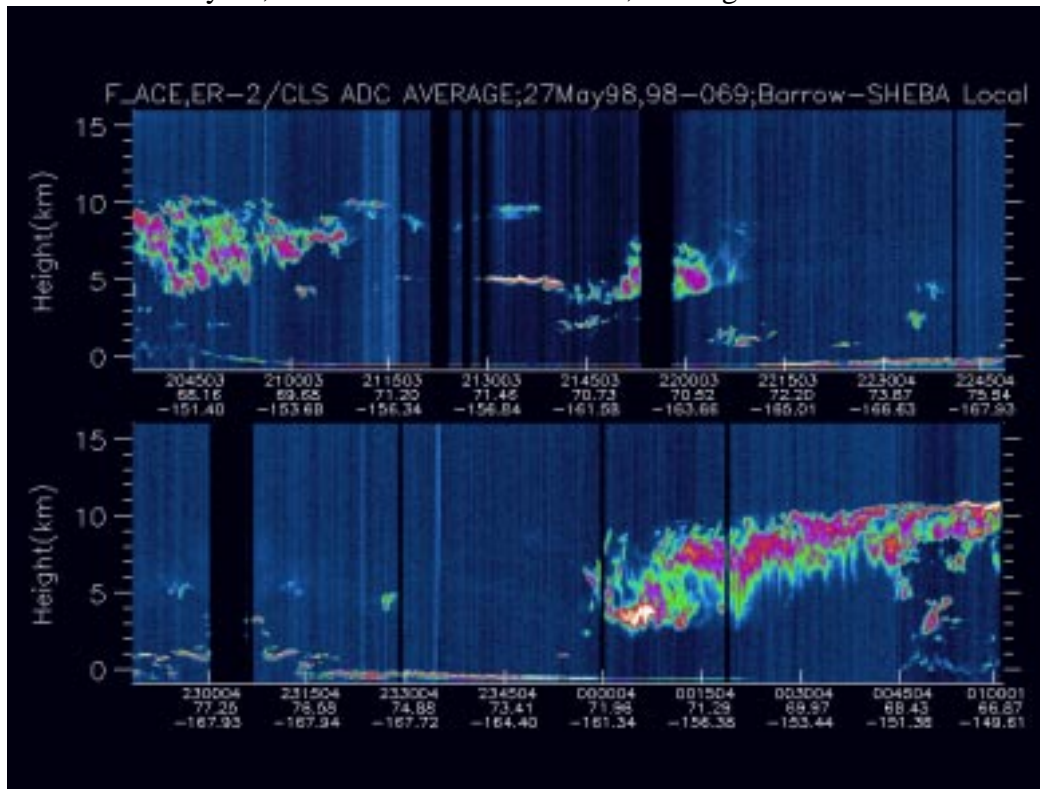 F_ACE,ER-2/CLS ADC AVERAGE;27May98,98-069;Barrow-SHEBA Local
15
10
5
0
Height(km)
204503 210003 211503 213003 214503 220003 221503 223004 224504
68.16 69.65 71.20 71.46 70.73 70.52 72.20 73.87 75.54
-151.40 -153.68 -156.34 -156.84 -161.58 -163.66 -165.01 -166.63 -167.93
15
10
5
0
Height(km)
230004 231504 233004 234504 000004 001504 003004 004504 010001
77.25 76.58 74.88 73.41 71.96 71.29 69.97 68.43 66.87
-167.93 -167.94 -167.72 -164.40 -161.34 -156.38 -153.44 -151.36 -149.61